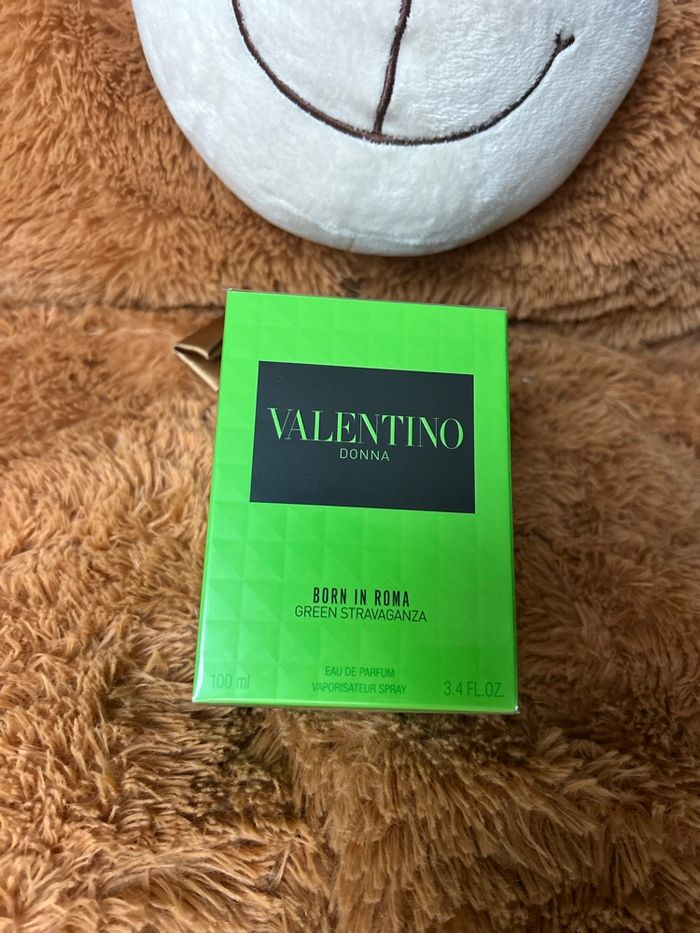 VALENTINO
DONNA
BORN IN ROMA
GREEN STRAVAGANZA
EAU DE PARFUM
100 ml VAPORISATEUR SPRAY 3.4 FL.OZ.